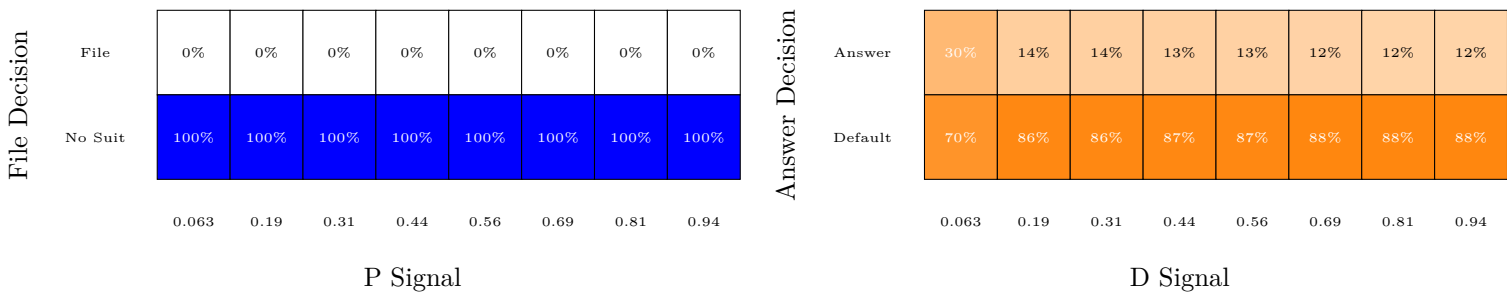 File Decision
File
0% 0% 0% 0% 0% 0% 0% 0%
No Suit
100% 100% 100% 100% 100% 100% 100% 100%
0.063 0.19 0.31 0.44 0.56 0.69 0.81 0.94
P Signal
Answer Decision
Answer
30% 14% 14% 13% 13% 12% 12% 12%
Default
70% 86% 86% 87% 87% 88% 88% 88%
0.063 0.19 0.31 0.44 0.56 0.69 0.81 0.94
D Signal